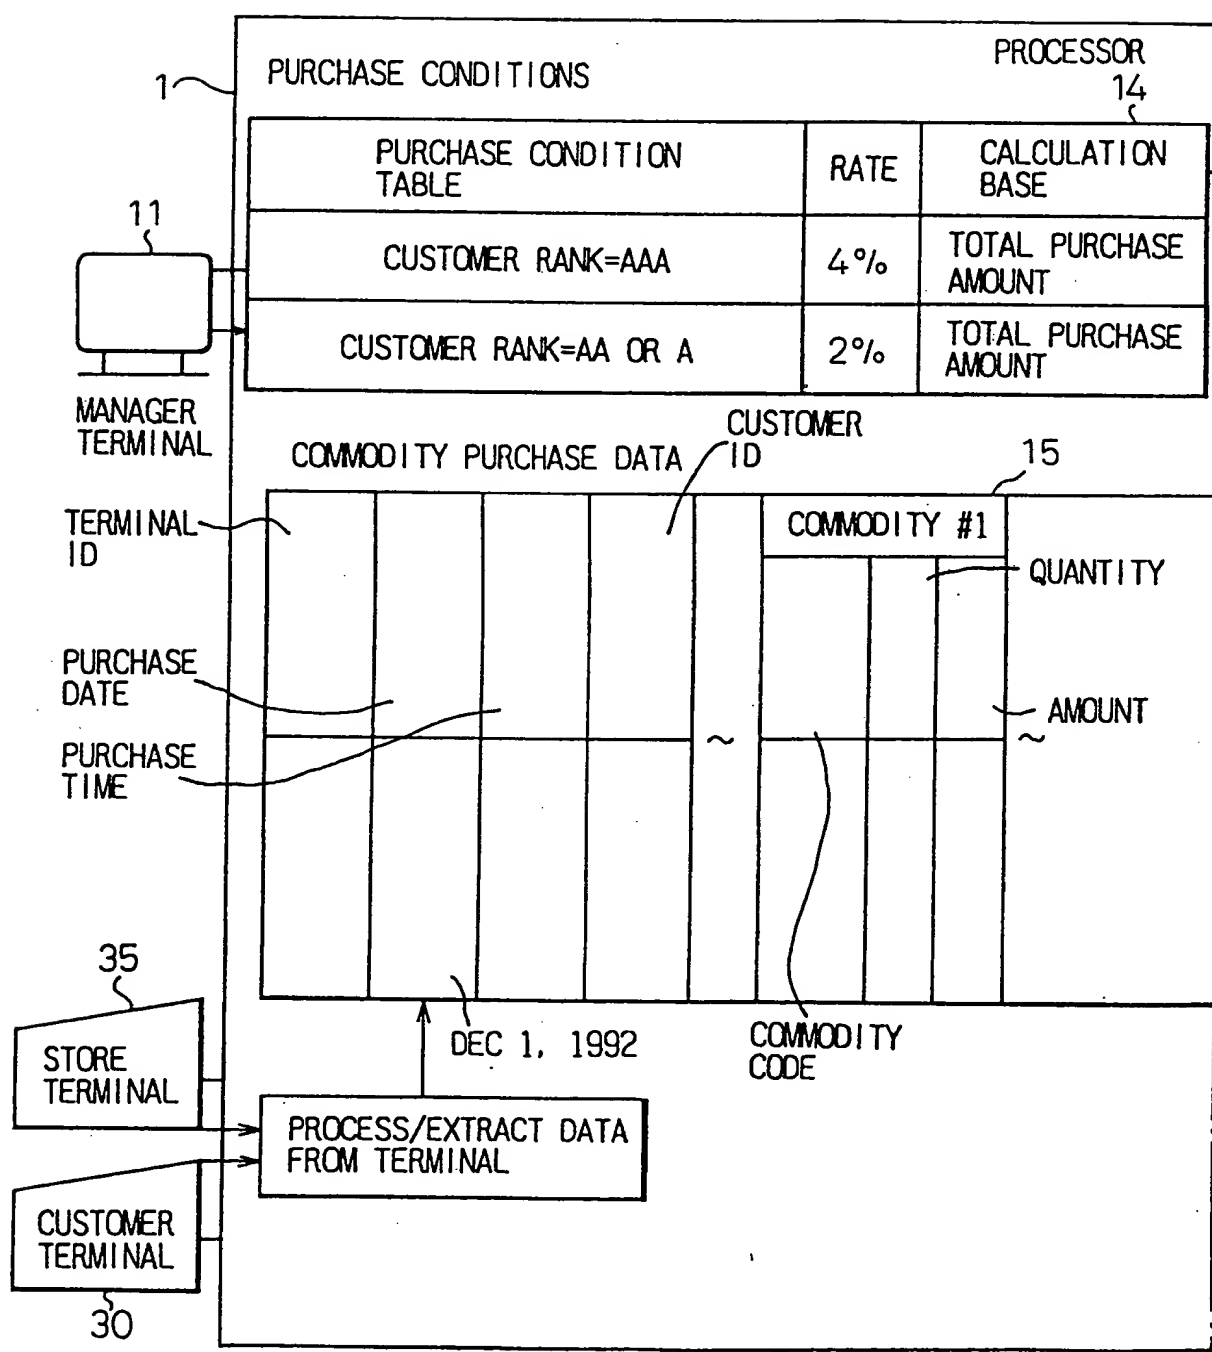 PROCESSOR
1
PURCHASE CONDITIONS
14
PURCHASE CONDITION
TABLE
RATE
CALCULATION
BASE
11
CUSTOMER RANK=AAA
4%
TOTAL PURCHASE
AMOUNT
CUSTOMER RANK=AA OR A
2%
TOTAL PURCHASE
AMOUNT
MANAGER
TERMINAL
COMMODITY PURCHASE DATA
CUSTOMER
ID
15
TERMINAL
ID
COMMODITY #1
QUANTITY
PURCHASE
DATE
AMOUNT
PURCHASE
TIME
~
~
35
STORE
TERMINAL
DEC 1, 1992
COMMODITY
CODE
PROCESS/EXTRACT DATA
FROM TERMINAL
CUSTOMER
TERMINAL
30